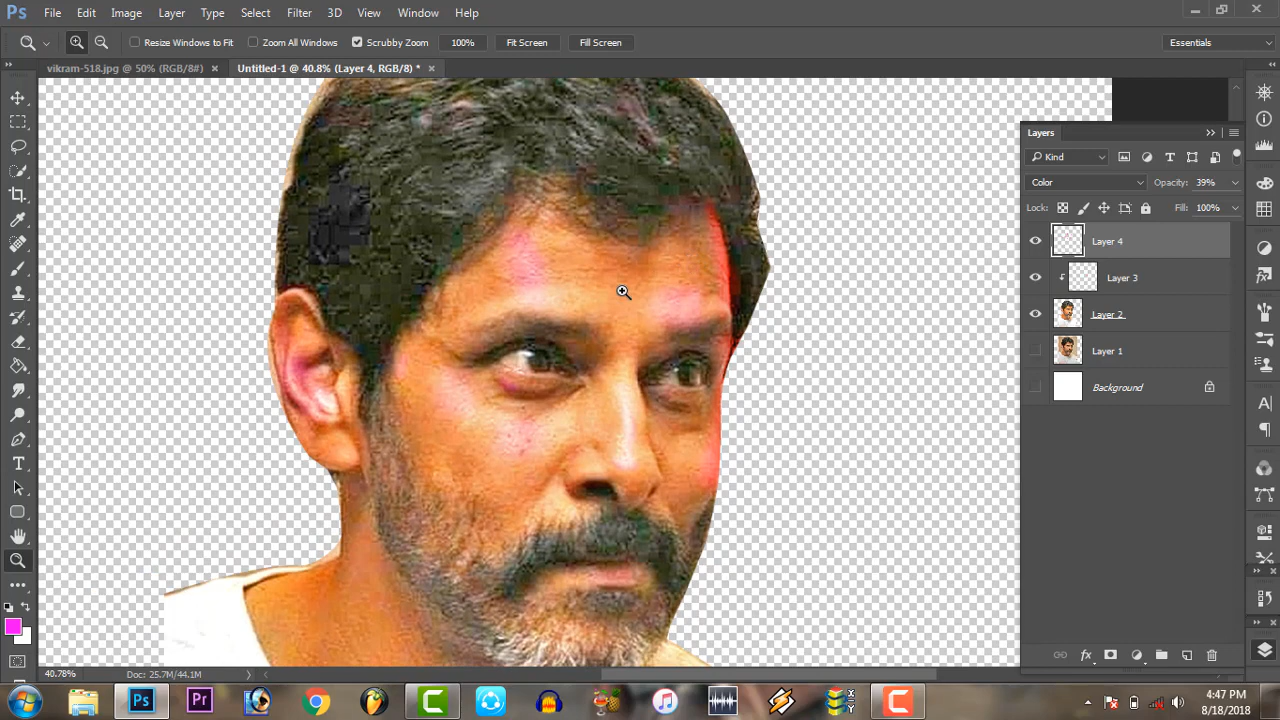 Ps File Edit Image Layer Type Select Filter 3D View Window Help
Resize Windows to Fit Zoom All Windows Scrubby Zoom 100% Fit Screen Fill Screen Essentials
vikram-518.jpg @ 50% (RGB/8#) × Untitled-1 @ 40.8% (Layer 4, RGB/8) * ×
Layers
Kind
Color Opacity: 39%
Lock: Fill: 100%
Layer 4
Layer 3
Layer 2
Layer 1
Background
40.78% Doc: 25.7M/44.1M
4:47 PM
8/18/2018